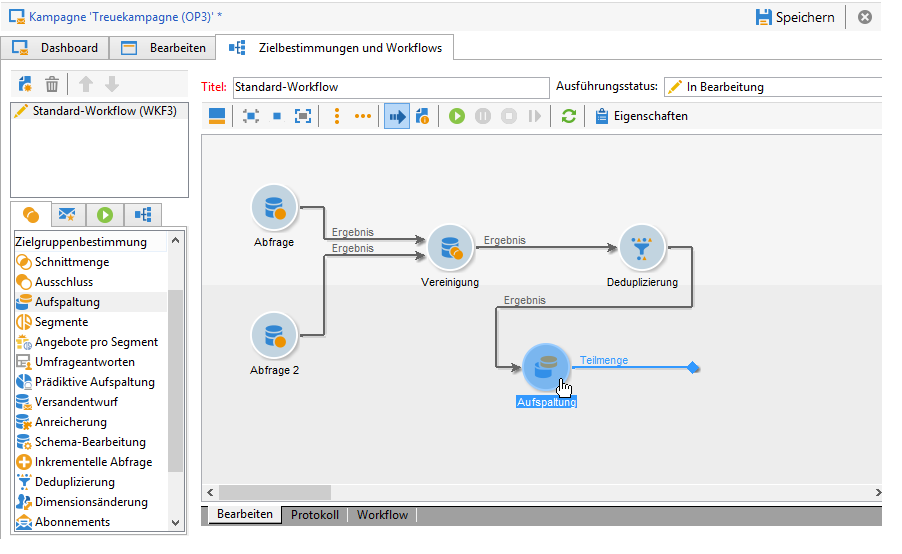 Kampagne 'Treuekampagne (OP3)' *
Speichern
Dashboard
Bearbeiten
Zielbestimmungen und Workflows
Titel:
Standard-Workflow
Ausführungsstatus:
In Bearbeitung
Standard-Workflow (WKF3)
Eigenschaften
Zielgruppenbestimmung
Schnittmenge
Ausschluss
Aufspaltung
Segmente
Angebote pro Segment
Umfrageantworten
Prädiktive Aufspaltung
Versandentwurf
Anreicherung
Schema-Bearbeitung
Inkrementelle Abfrage
Deduplizierung
Dimensionsänderung
Abonnements
Abfrage
Ergebnis
Ergebnis
Abfrage 2
Vereinigung
Ergebnis
Deduplizierung
Ergebnis
Aufspaltung
Teilmenge
Bearbeiten
Protokoll
Workflow